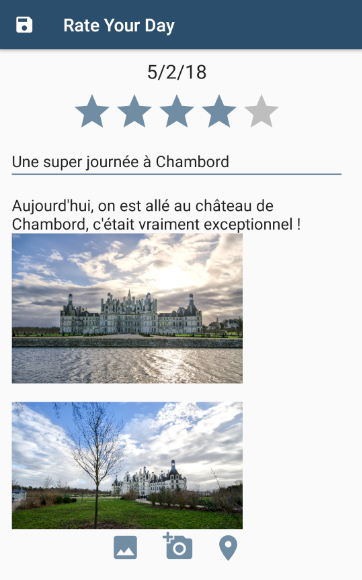 Rate Your Day
5/2/18
Une super journée à Chambord
Aujourd'hui, on est allé au château de
Chambord, c'était vraiment exceptionnel !